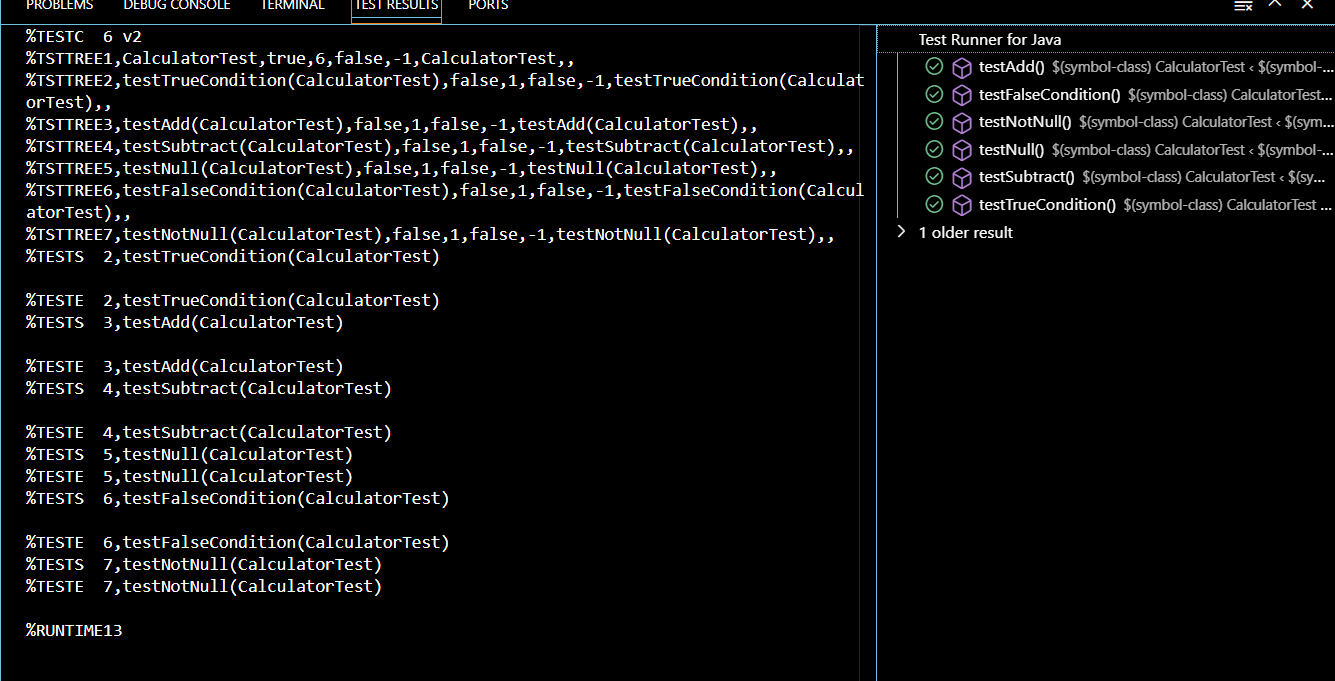 PROBLEMS DEBUG CONSOLE TERMINAL TEST RESULTS PORTS
%TESTC  6 v2
%TSTTREE1,CalculatorTest,true,6,false,-1,CalculatorTest,,
%TSTTREE2,testTrueCondition(CalculatorTest),false,1,false,-1,testTrueCondition(Calculat
orTest),,
%TSTTREE3,testAdd(CalculatorTest),false,1,false,-1,testAdd(CalculatorTest),,
%TSTTREE4,testSubtract(CalculatorTest),false,1,false,-1,testSubtract(CalculatorTest),,
%TSTTREE5,testNull(CalculatorTest),false,1,false,-1,testNull(CalculatorTest),,
%TSTTREE6,testFalseCondition(CalculatorTest),false,1,false,-1,testFalseCondition(Calcul
atorTest),,
%TSTTREE7,testNotNull(CalculatorTest),false,1,false,-1,testNotNull(CalculatorTest),,
%TESTS  2,testTrueCondition(CalculatorTest)
%TESTE  2,testTrueCondition(CalculatorTest)
%TESTS  3,testAdd(CalculatorTest)
%TESTE  3,testAdd(CalculatorTest)
%TESTS  4,testSubtract(CalculatorTest)
%TESTE  4,testSubtract(CalculatorTest)
%TESTS  5,testNull(CalculatorTest)
%TESTE  5,testNull(CalculatorTest)
%TESTS  6,testFalseCondition(CalculatorTest)
%TESTE  6,testFalseCondition(CalculatorTest)
%TESTS  7,testNotNull(CalculatorTest)
%TESTE  7,testNotNull(CalculatorTest)
%RUNTIME13
Test Runner for Java
testAdd() $(symbol-class) CalculatorTest ‹ $(symbol-...
testFalseCondition() $(symbol-class) CalculatorTest...
testNotNull() $(symbol-class) CalculatorTest ‹ $(sym...
testNull() $(symbol-class) CalculatorTest ‹ $(symbol-...
testSubtract() $(symbol-class) CalculatorTest ‹ $(sy...
testTrueCondition() $(symbol-class) CalculatorTest ...
1 older result